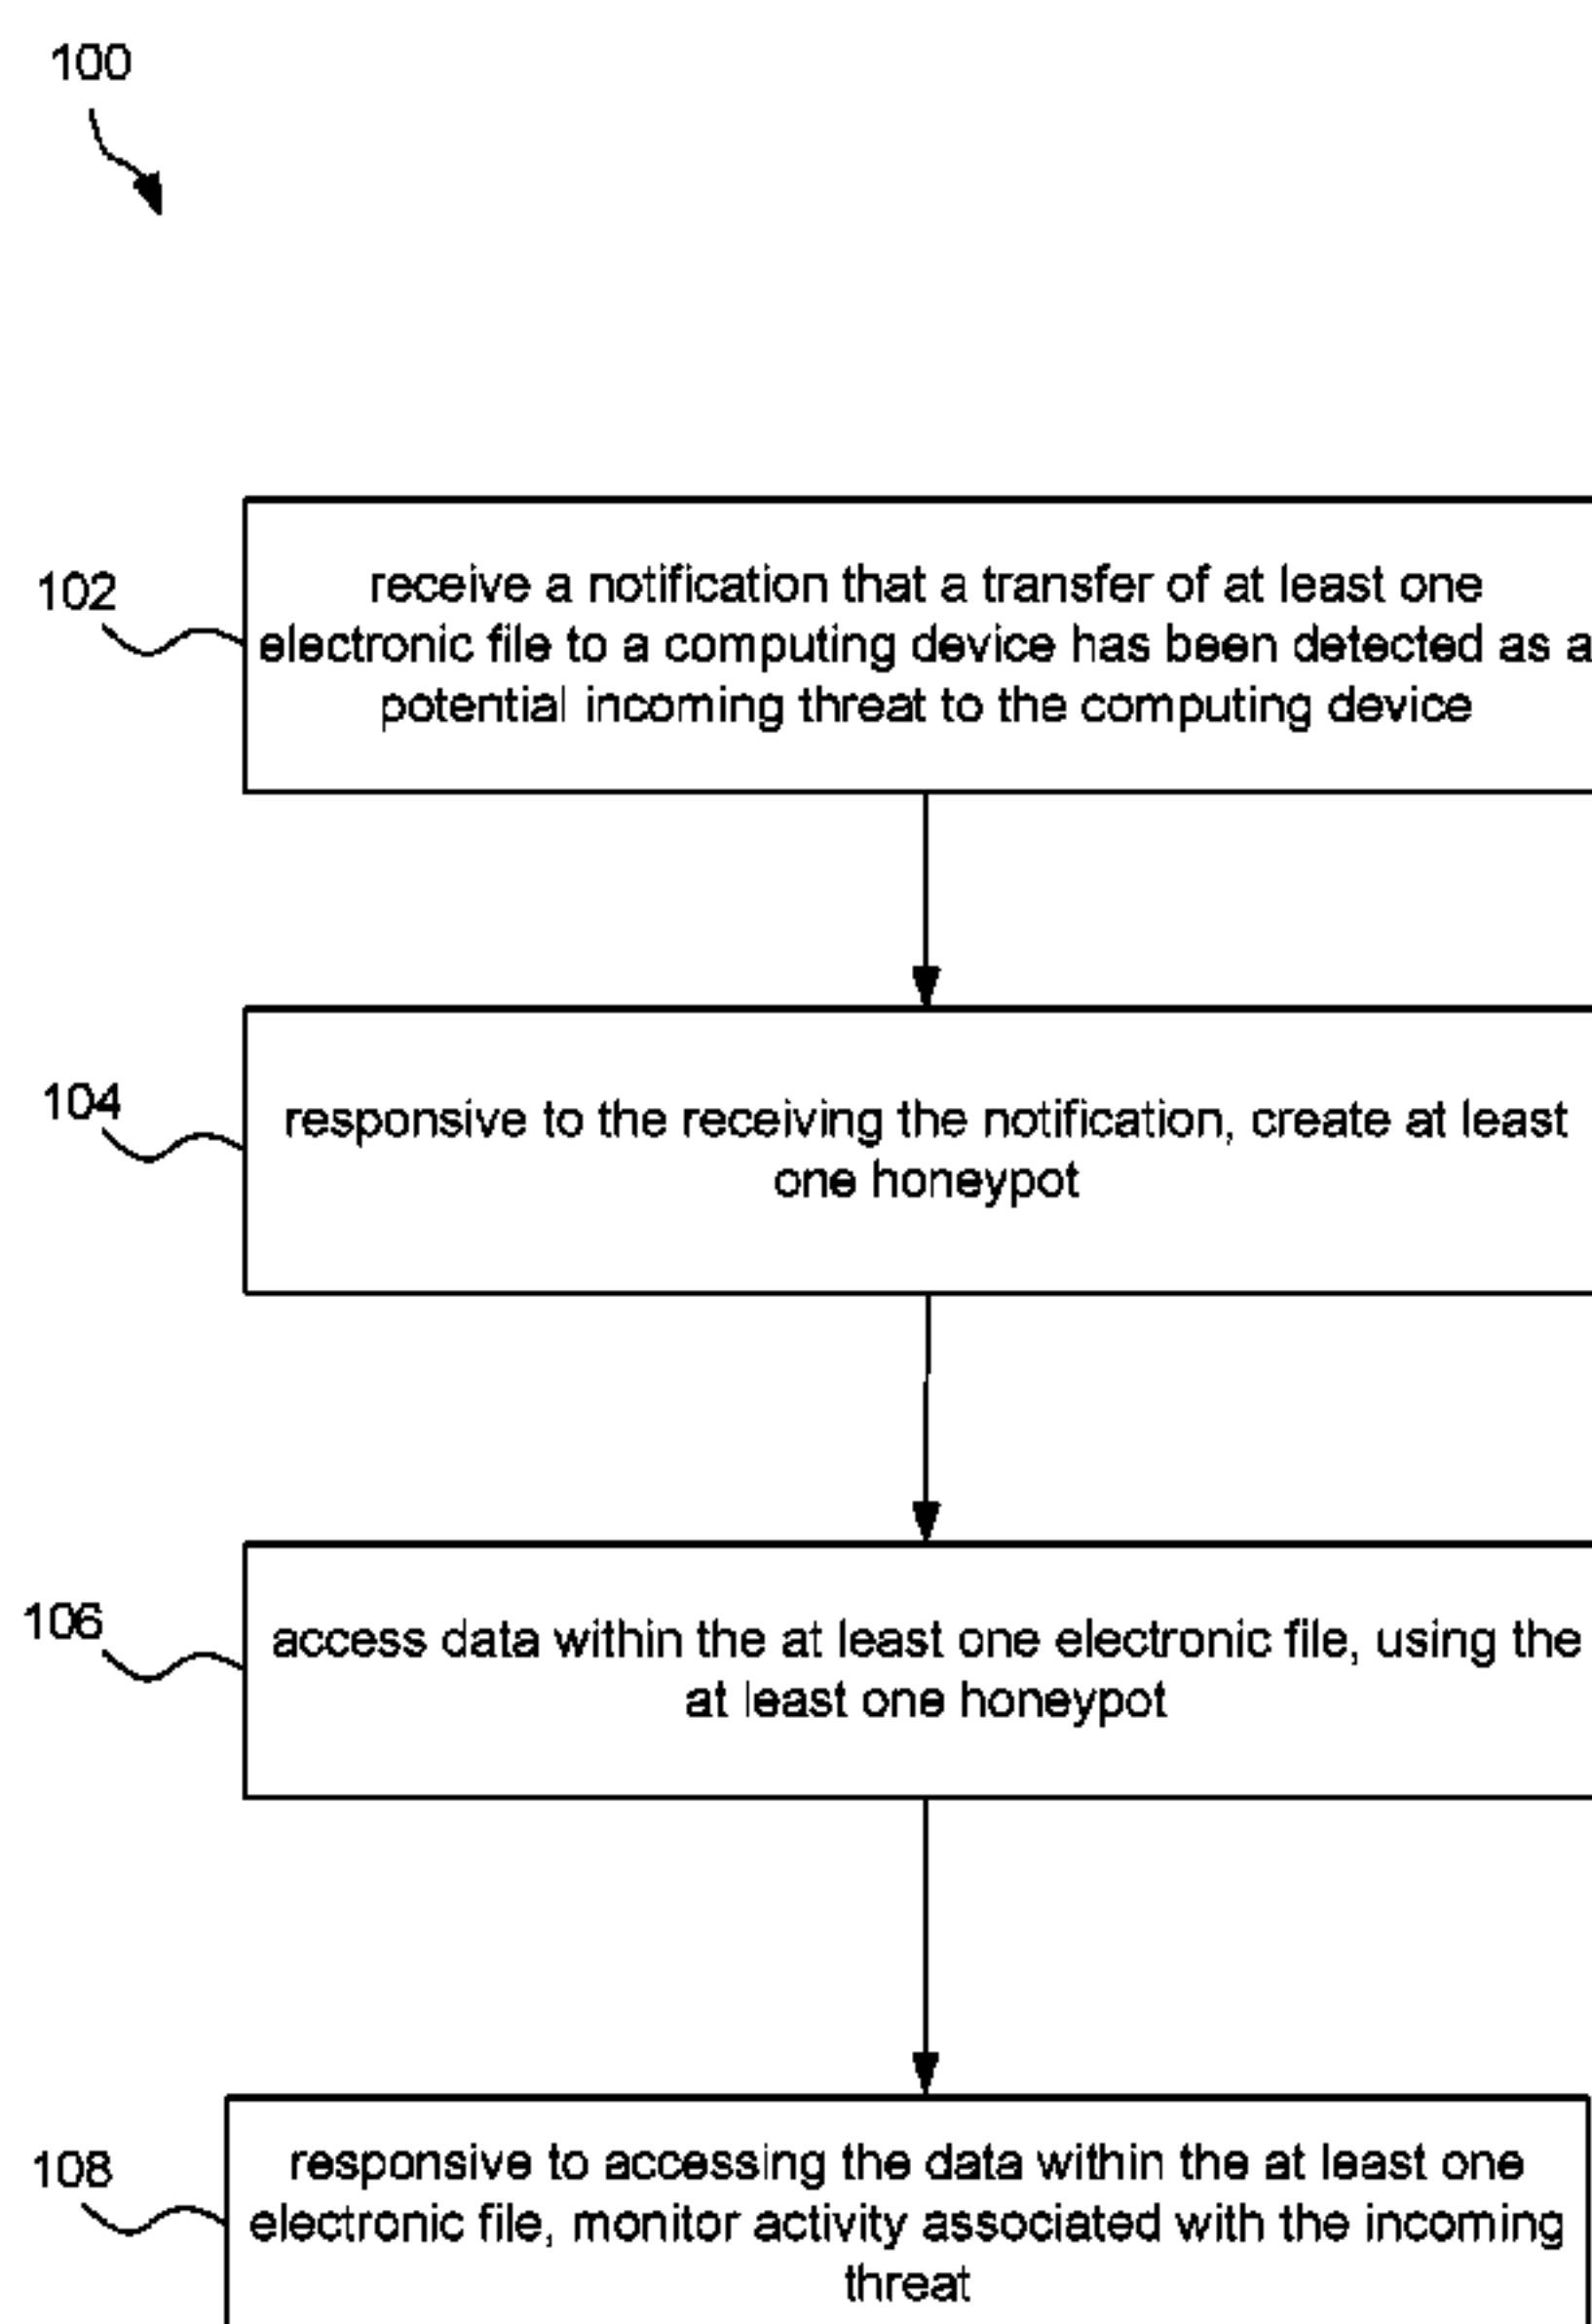 100
102
receive a notification that a transfer of at least one
electronic file to a computing device has been detected as a
potential incoming threat to the computing device
104
responsive to the receiving the notification, create at least
one honeypot
106
access data within the at least one electronic file, using the
at least one honeypot
108
responsive to accessing the data within the at least one
electronic file, monitor activity associated with the incoming
threat